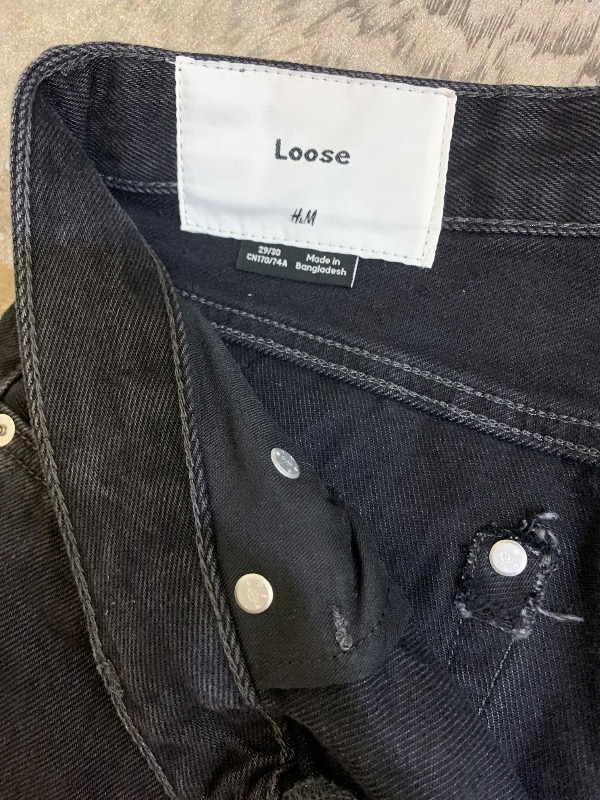 Loose
H&M
29/30
CN170/74A
Made in
Bangladesh